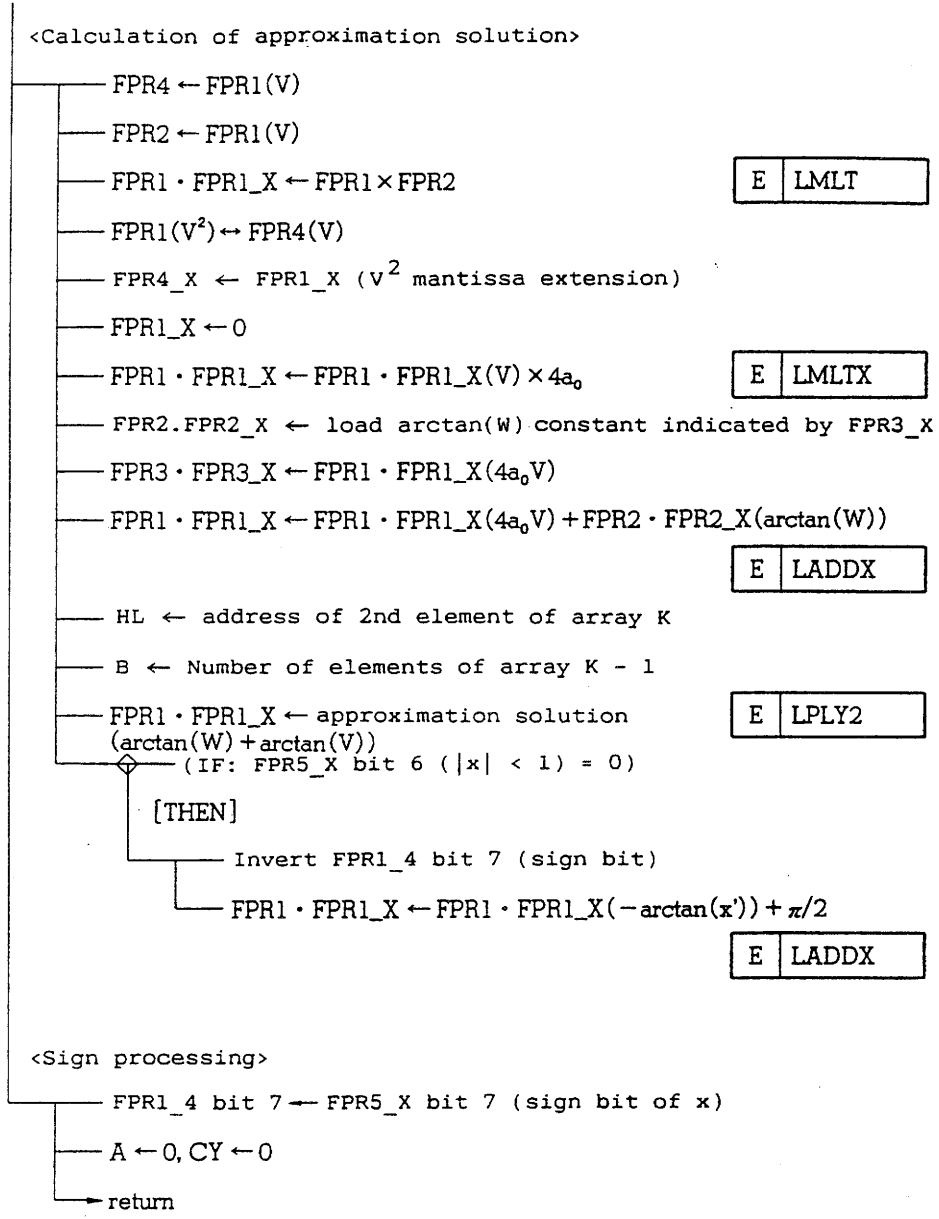 <Calculation of approximation solution>
FPR4 ← FPR1(V)
FPR2 ← FPR1(V)
FPR1 · FPR1_X ← FPR1 × FPR2 E LMLT
FPR1(V²) ↔ FPR4(V)
FPR4_X ← FPR1_X (V² mantissa extension)
FPR1_X ← 0
FPR1 · FPR1_X ← FPR1 · FPR1_X(V) × 4a₀ E LMLTX
FPR2.FPR2_X ← load arctan(W) constant indicated by FPR3_X
FPR3 · FPR3_X ← FPR1 · FPR1_X(4a₀V)
FPR1 · FPR1_X ← FPR1 · FPR1_X(4a₀V) + FPR2 · FPR2_X(arctan(W))
E LADDX
HL ← address of 2nd element of array K
B ← Number of elements of array K - 1
FPR1 · FPR1_X ← approximation solution E LPLY2
(arctan(W) + arctan(V))
(IF: FPR5_X bit 6 (|x| < 1) = 0)
[THEN]
Invert FPR1_4 bit 7 (sign bit)
FPR1 · FPR1_X ← FPR1 · FPR1_X(−arctan(x')) + π/2
E LADDX
<Sign processing>
FPR1_4 bit 7 ← FPR5_X bit 7 (sign bit of x)
A ← 0, CY ← 0
return